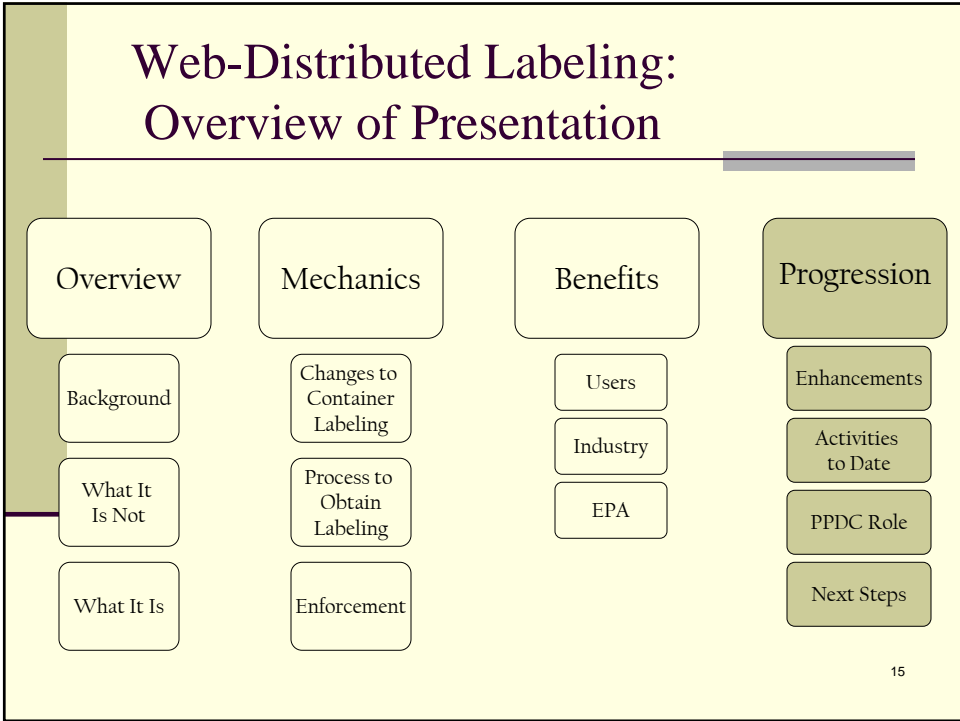 Web-Distributed Labeling:
Overview of Presentation
Overview
Background
What It
Is Not
What It Is
Mechanics
Changes to
Container
Labeling
Process to
Obtain
Labeling
Enforcement
Benefits
Users
Industry
EPA
Progression
Enhancements
Activities
to Date
PPDC Role
Next Steps
15